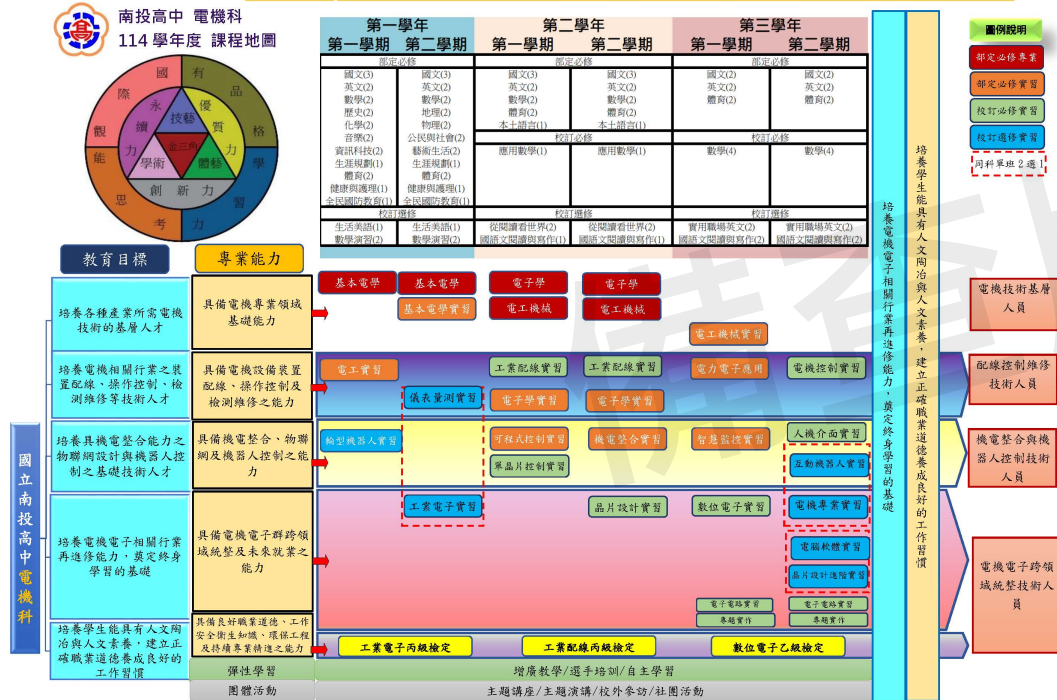 南投高中 電機科
114學年度 課程地圖
國際觀
有品格
學習力
思考能力
永續力
優質力
創新力
技藝
學術
體藝
金三角
第一學年
第二學年
第三學年
第一學期 第二學期 第一學期 第二學期 第一學期 第二學期
部定必修 部定必修 部定必修
國文(3) 國文(3) 國文(3) 國文(3) 國文(2) 國文(2)
英文(2) 英文(2) 英文(2) 英文(2) 英文(2) 英文(2)
數學(2) 數學(2) 數學(2) 數學(2) 體育(2) 體育(2)
歷史(2) 地理(2) 體育(2) 體育(2)
化學(2) 物理(2) 本土語言(1) 本土語言(1)
音樂(2) 公民與社會(2) 校訂必修 校訂必修
資訊科技(2) 藝術生活(2) 應用數學(1) 應用數學(1) 數學(4) 數學(4)
生涯規劃(1) 生涯規劃(1)
體育(2) 體育(2)
健康與護理(1) 健康與護理(1)
全民國防教育(1) 全民國防教育(1)
校訂選修 校訂選修 校訂選修
生活美語(1) 生活美語(1) 從閱讀看世界(2) 從閱讀看世界(2) 實用職場英文(2) 實用職場英文(2)
數學演習(2) 數學演習(2) 國語文閱讀與寫作(1) 國語文閱讀與寫作(1) 國語文閱讀與寫作(2) 國語文閱讀與寫作(2)
圖例說明
部定必修專業
部定必修實習
校訂必修實習
校訂選修實習
同科單班2選1
教育目標
專業能力
國立南投高中電機科
培養各種產業所需電機
技術的基層人才
具備電機專業領域
基礎能力
基本電學 基本電學 電子學 電子學
基本電學實習 電工機械 電工機械
電工機械實習
電機技術基層
人員
培養電機相關行業之裝
置配線、操作控制、檢
測維修等技術人才
具備電機設備裝置
配線、操作控制及
檢測維修之能力
電工實習 工業配線實習 工業配線實習 電力電子應用 電機控制實習
儀表量測實習 電子學實習 電子學實習
配線控制維修
技術人員
培養具機電整合能力之
物聯網設計與機器人控
制之基礎技術人才
具備機電整合、物聯
網及機器人控制之能
力
輪型機器人實習 可程式控制實習 機電整合實習 智慧監控實習 人機介面實習
單晶片控制實習 互動機器人實習
機電整合與機
器人控制技術
人員
培養電機電子相關行業
再進修能力，奠定終身
學習的基礎
具備電機電子群跨領
域統整及未來就業之
能力
工業電子實習 晶片設計實習 數位電子實習 電機專業實習
電腦軟體實習
晶片設計進階實習
電子電路實習 電子電路實習
專題實作 專題實作
電機電子跨領
域統整技術人
員
培養學生能具有人文陶
冶與人文素養，建立正
確職業道德養成良好的
工作習慣
具備良好職業道德、工作
安全衛生知識、環保工程
及持續專業精進之能力
工業電子丙級檢定 工業配線丙級檢定 數位電子乙級檢定
彈性學習 增廣教學/選手培訓/自主學習
團體活動 主題講座/主題演講/校外參訪/社團活動
培養電機電子相關行業再進修能力，奠定終身學習的基礎
培養學生能具有人文陶冶與人文素養，建立正確職業道德養成良好的工作習慣
備查